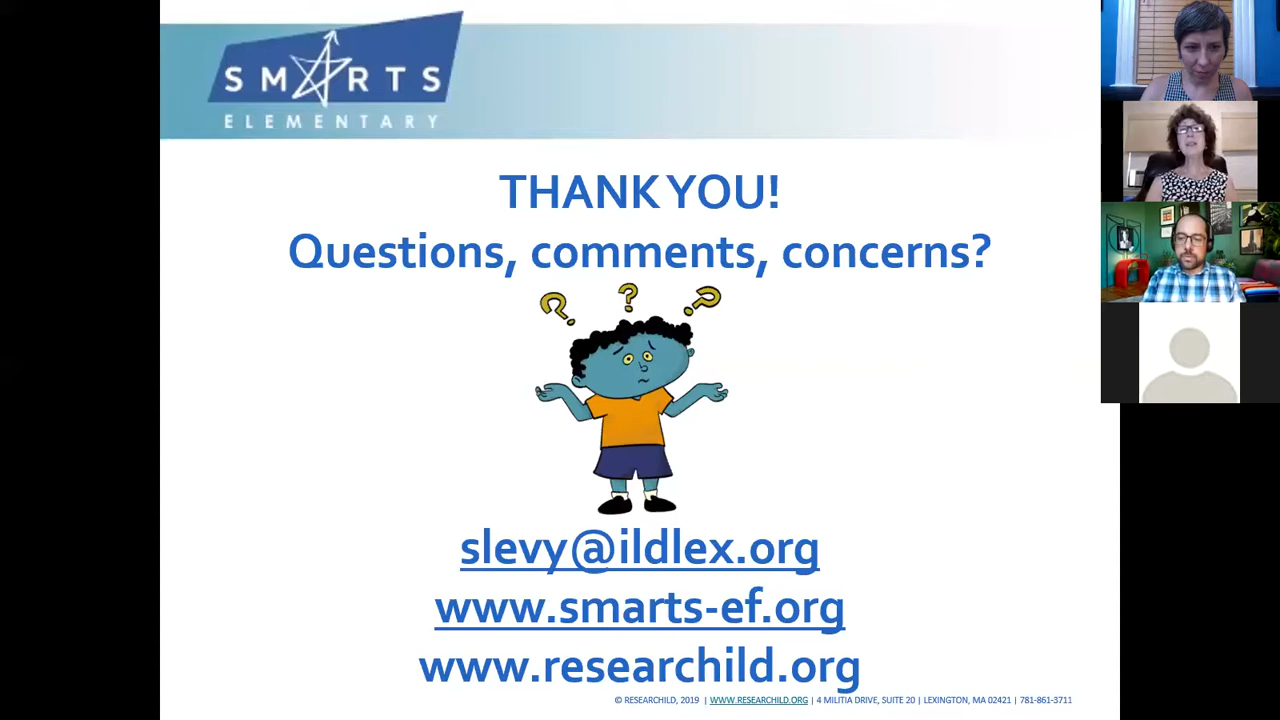 SMARTS
ELEMENTARY
THANK YOU!
Questions, comments, concerns?
? ? ?
slevy@ildlex.org
www.smarts-ef.org
www.researchild.org
© RESEARCHILD, 2019 | WWW.RESEARCHILD.ORG | 4 MILITIA DRIVE, SUITE 20 | LEXINGTON, MA 02421 | 781-861-3711